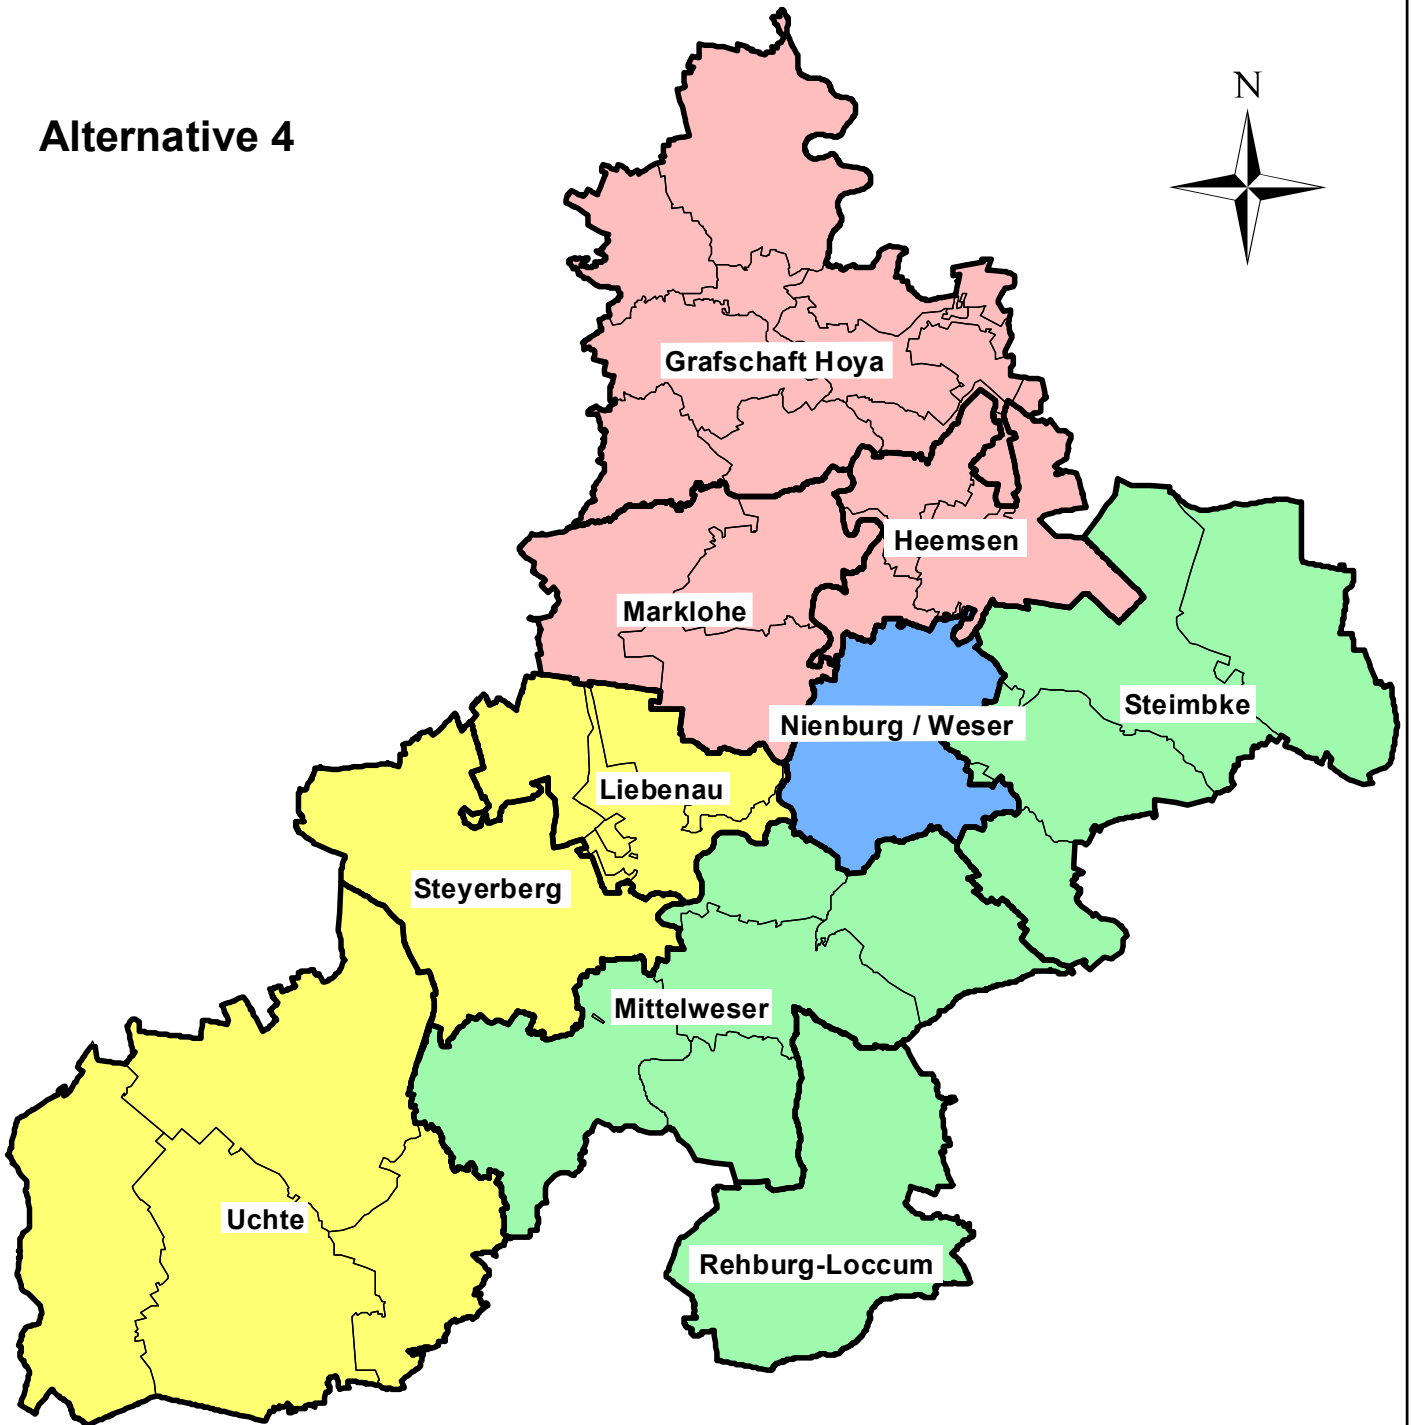 N
Alternative 4
Grafschaft Hoya
Heemsen
Marklohe
Steimbke
Nienburg / Weser
Liebenau
Steyerberg
Mittelweser
Uchte
Rehburg-Loccum